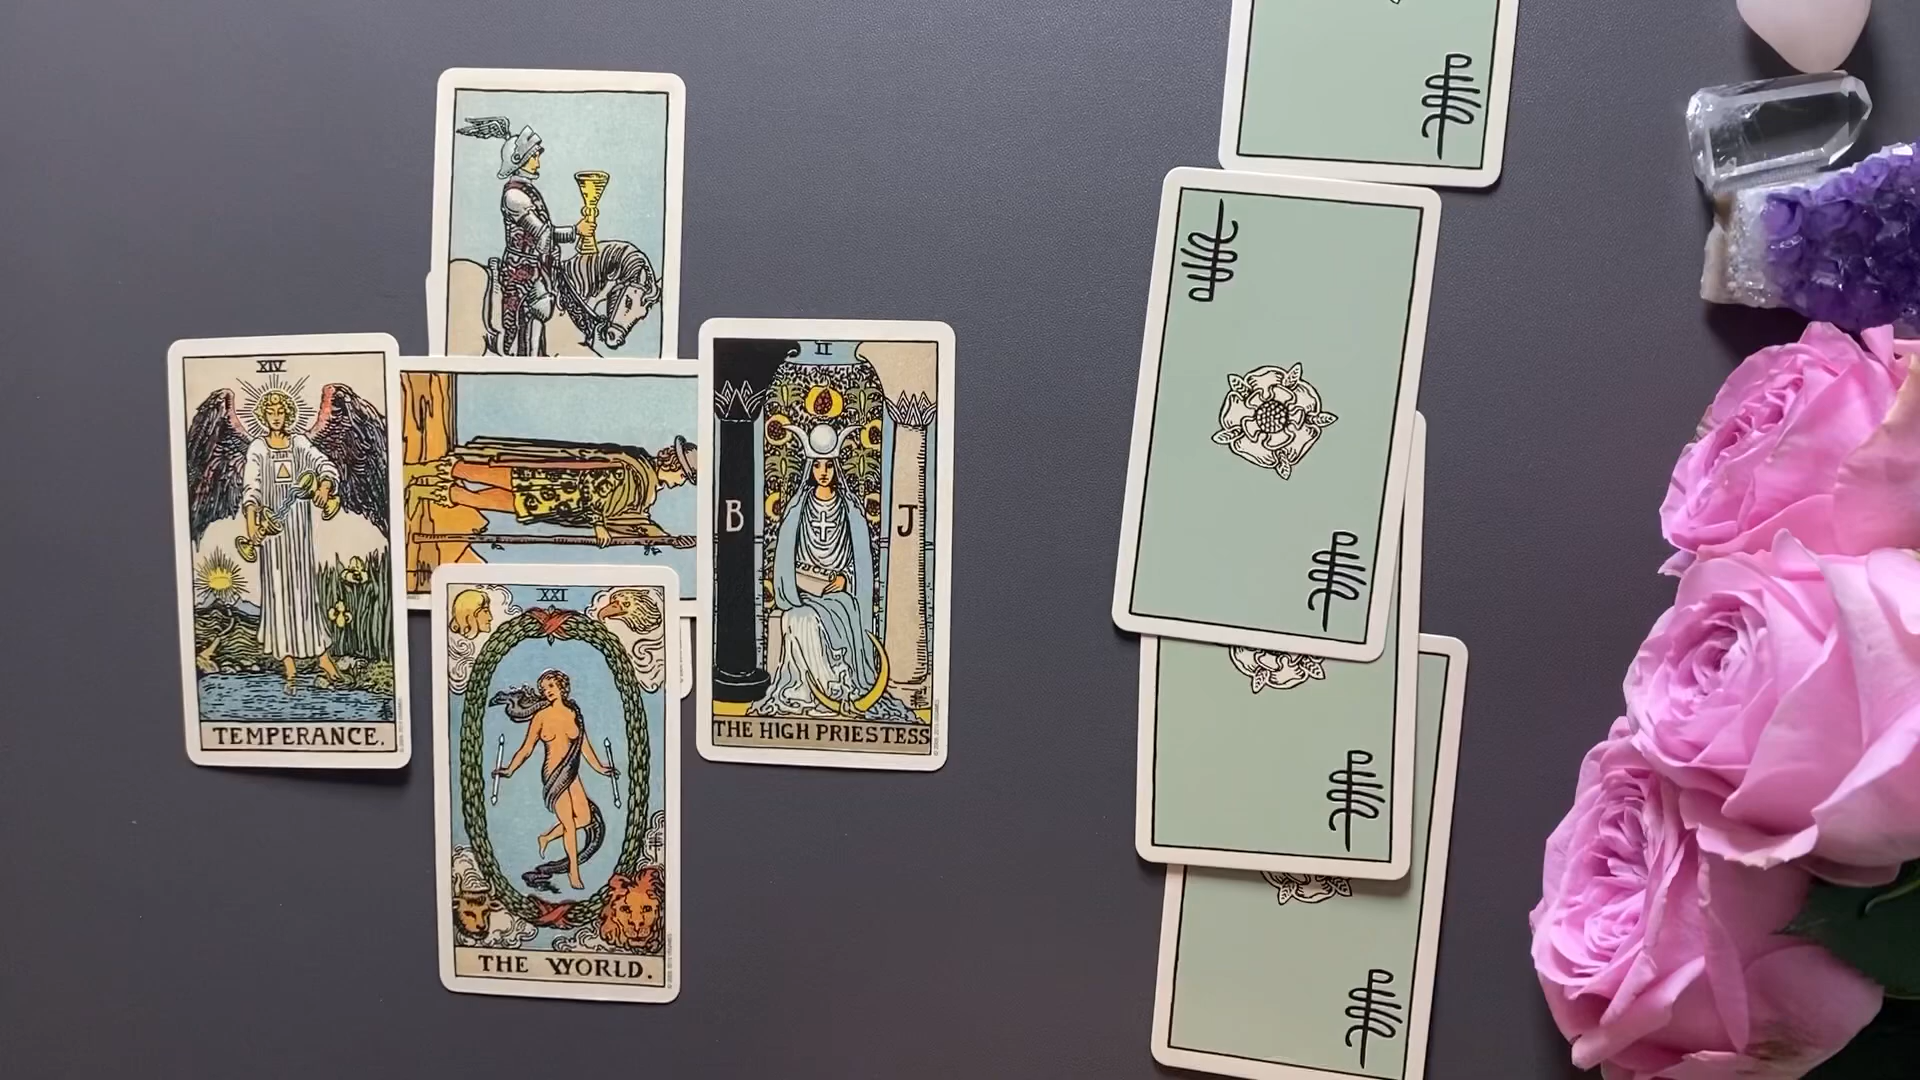 XIV
TEMPERANCE.
II
B
J
THE HIGH PRIESTESS
XXI
THE WORLD.